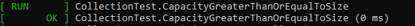 [ RUN      ] CollectionTest.CapacityGreaterThanOrEqualToSize
[       OK ] CollectionTest.CapacityGreaterThanOrEqualToSize (0 ms)